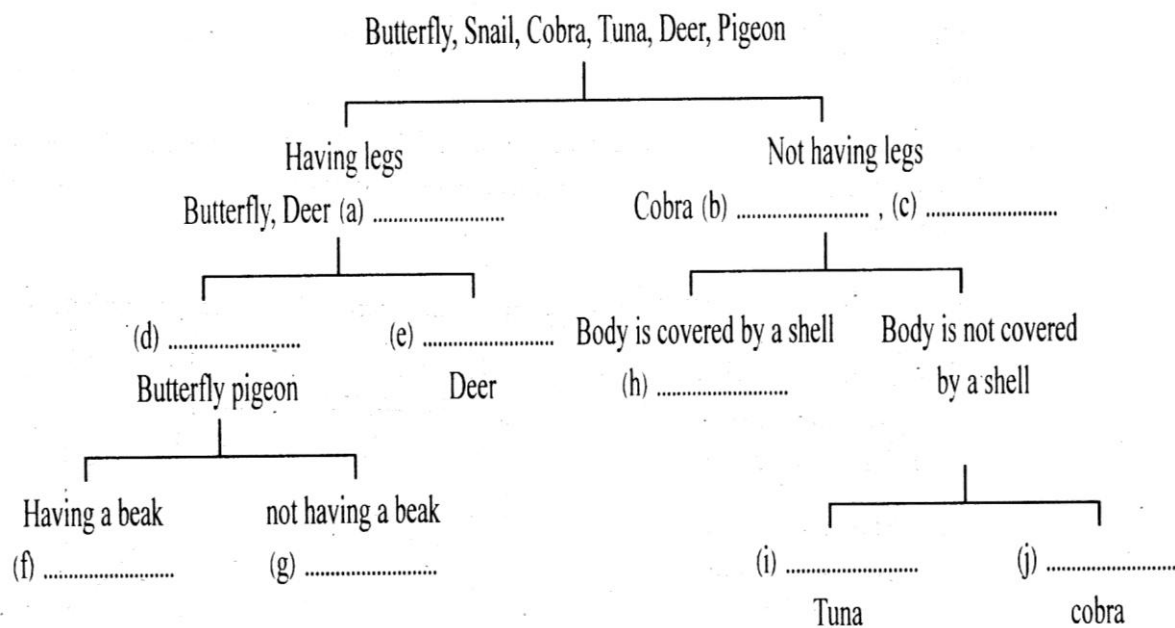 Butterfly, Snail, Cobra, Tuna, Deer, Pigeon
Having legs
Not having legs
Butterfly, Deer (a) ..........................
Cobra (b) .......................... , (c) ..........................
(d) ..........................
(e) ..........................
Body is covered by a shell
Body is not covered
Butterfly pigeon
Deer
(h) ..........................
by a shell
Having a beak
not having a beak
(f) ..........................
(g) ..........................
(i) ..........................
(j) ..........................
Tuna
cobra